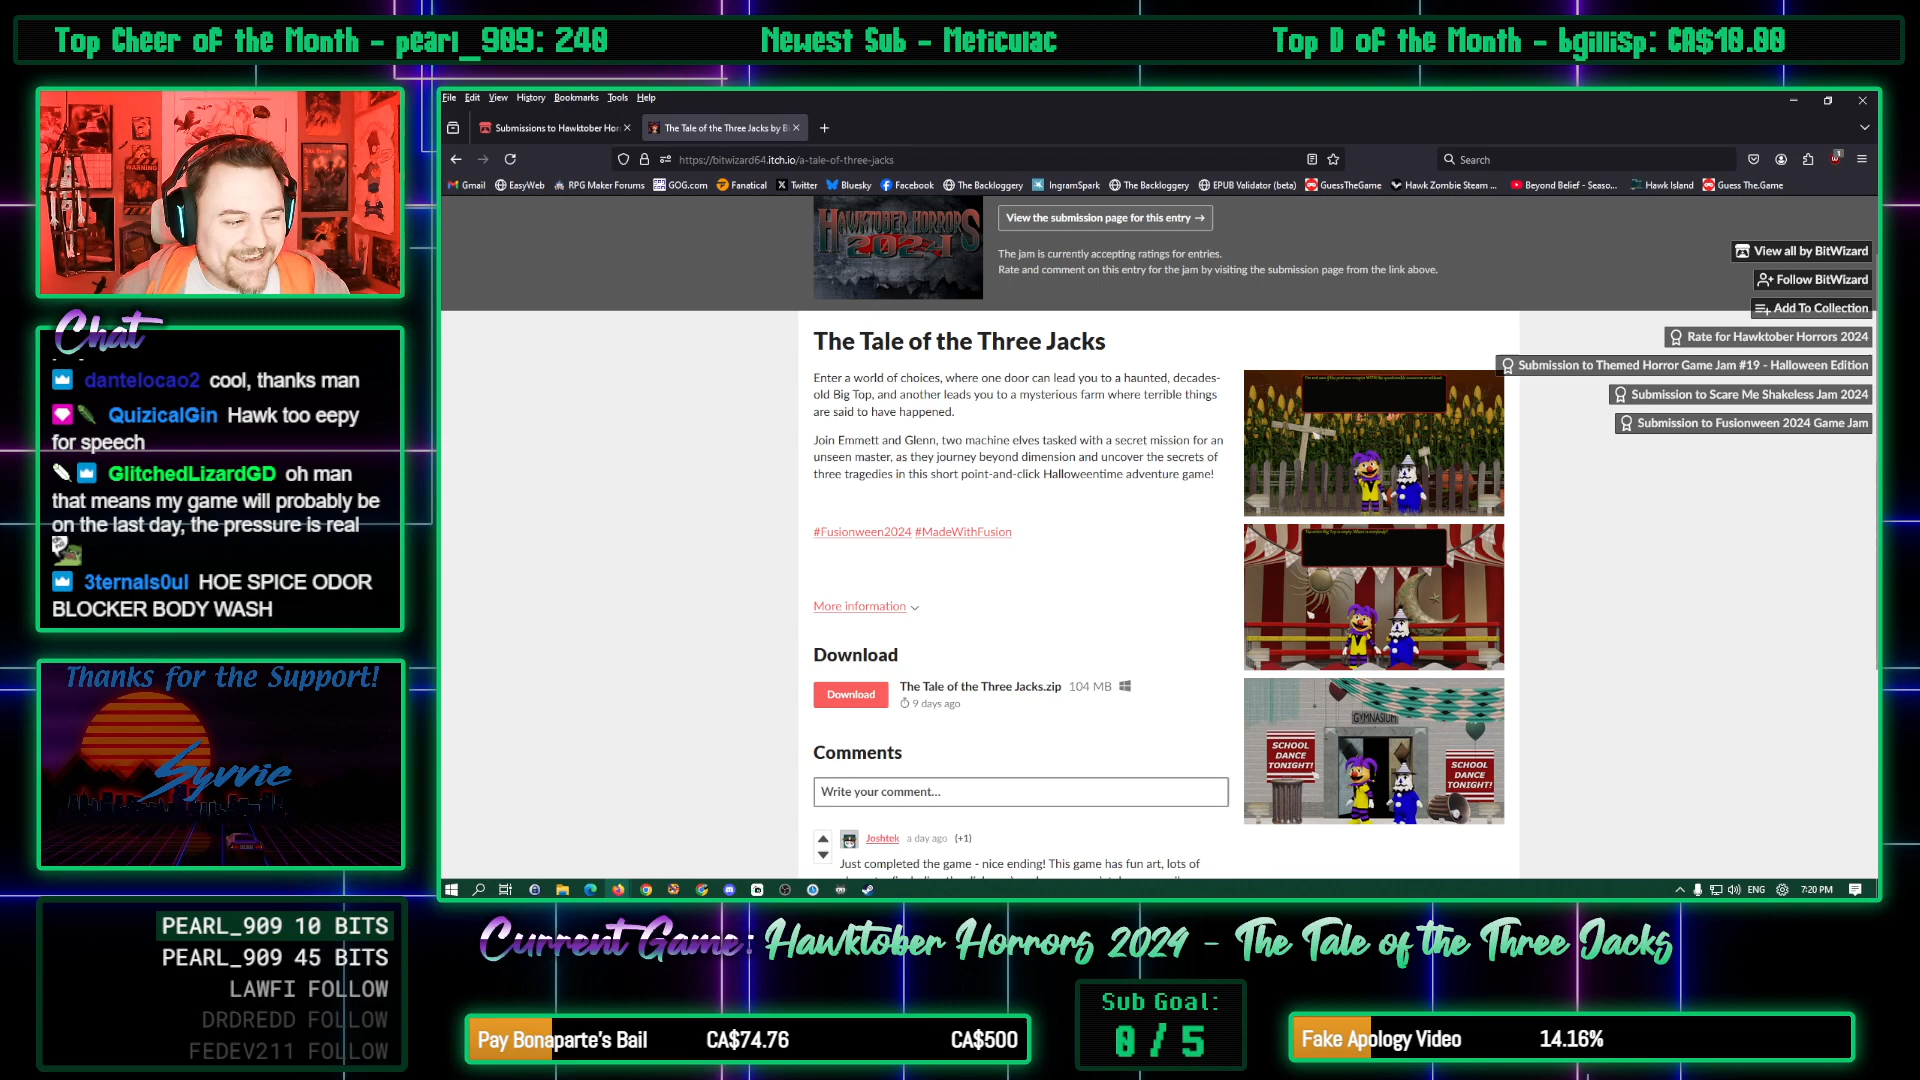 Top Cheer of the Month - pearl_909: 240
Newest Sub - Meticulac
Top D of the Month - bgillisp: CA$10.00
File Edit View History Bookmarks Tools Help
Submissions to Hawktober Hor
The Tale of the Three Jacks by B
https://bitwizard64.itch.io/a-tale-of-three-jacks
Search
Gmail EasyWeb RPG Maker Forums GOG.com Fanatical Twitter Bluesky Facebook The Backloggery IngramSpark The Backloggery EPUB Validator (beta) GuessTheGame Hawk Zombie Steam ... Beyond Belief - Seaso... Hawk Island Guess The.Game
HAWKTOBER HORRORS
2024
View the submission page for this entry →
The jam is currently accepting ratings for entries.
Rate and comment on this entry for the jam by visiting the submission page from the link above.
View all by BitWizard
Follow BitWizard
Add To Collection
Rate for Hawktober Horrors 2024
Submission to Themed Horror Game Jam #19 - Halloween Edition
Submission to Scare Me Shakeless Jam 2024
Submission to Fusionween 2024 Game Jam
The Tale of the Three Jacks
Enter a world of choices, where one door can lead you to a haunted, decades-
old Big Top, and another leads you to a mysterious farm where terrible things
are said to have happened.
Join Emmett and Glenn, two machine elves tasked with a secret mission for an
unseen master, as they journey beyond dimension and uncover the secrets of
three tragedies in this short point-and-click Halloweentime adventure game!
#Fusionween2024 #MadeWithFusion
More information
Download
Download
The Tale of the Three Jacks.zip 104 MB
9 days ago
Comments
Write your comment...
Joshtek a day ago (+1)
Just completed the game - nice ending! This game has fun art, lots of
GYMNASIUM
SCHOOL
DANCE
TONIGHT!
SCHOOL
DANCE
TONIGHT!
ENG 7:20 PM
WARNING
Chat
dantelocao2 cool, thanks man
QuizicalGin Hawk too eepy
for speech
GlitchedLizardGD oh man
that means my game will probably be
on the last day, the pressure is real
3ternals0ul HOE SPICE ODOR
BLOCKER BODY WASH
Thanks for the Support!
Syvvic
PEARL_909 10 BITS
PEARL_909 45 BITS
LAWFI FOLLOW
DRDREDD FOLLOW
FEDEV211 FOLLOW
Current Game: Hawktober Horrors 2024 - The Tale of the Three Jacks
Pay Bonaparte's Bail CA$74.76 CA$500
Sub Goal:
0 / 5
Fake Apology Video 14.16%